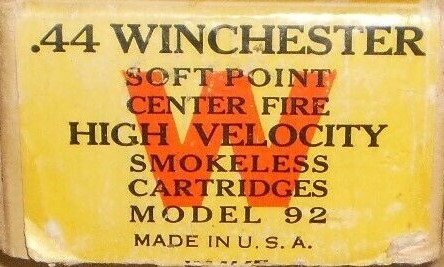 .44 WINCHESTER
SOFT POINT
CENTER FIRE
HIGH VELOCITY
SMOKELESS
CARTRIDGES
MODEL 92
MADE IN U. S. A.
W